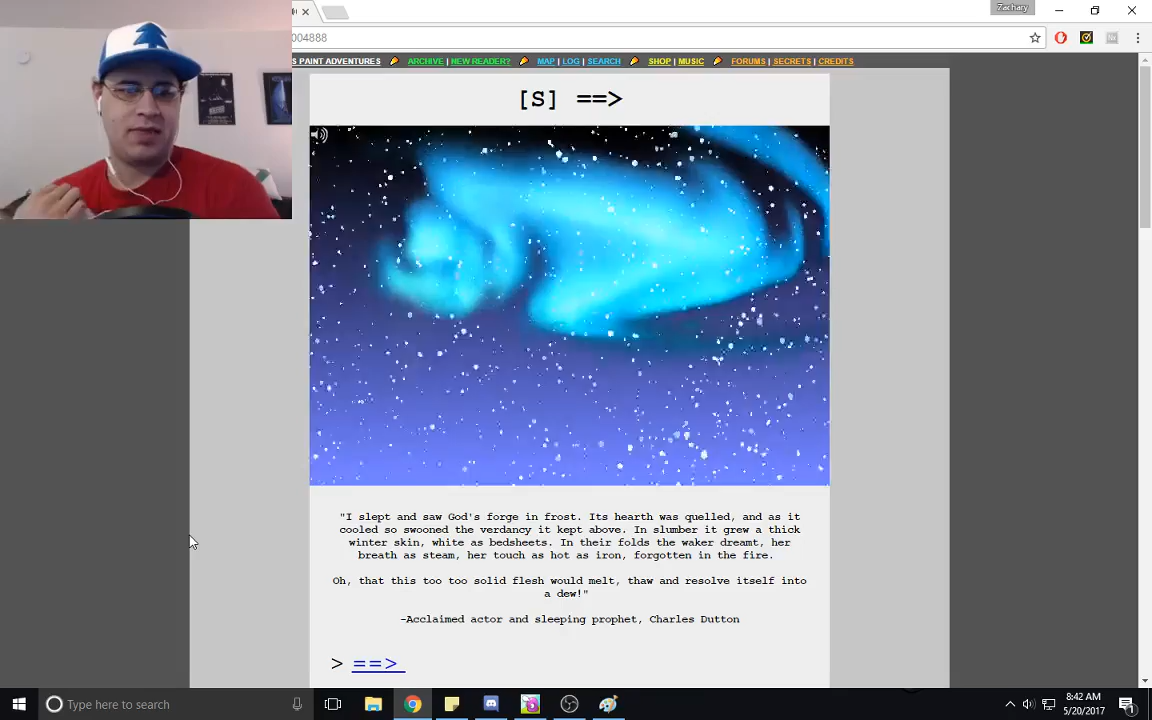 Zachary
004888
S PAINT ADVENTURES ARCHIVE | NEW READER? MAP | LOG | SEARCH SHOP | MUSIC FORUMS | SECRETS | CREDITS
[S] ==>
"I slept and saw God's forge in frost. Its hearth was quelled, and as it
cooled so swooned the verdancy it kept above. In slumber it grew a thick
winter skin, white as bedsheets. In their folds the waker dreamt, her
breath as steam, her touch as hot as iron, forgotten in the fire.
Oh, that this too too solid flesh would melt, thaw and resolve itself into
a dew!"
-Acclaimed actor and sleeping prophet, Charles Dutton
> ==>
Type here to search
8:42 AM
5/20/2017